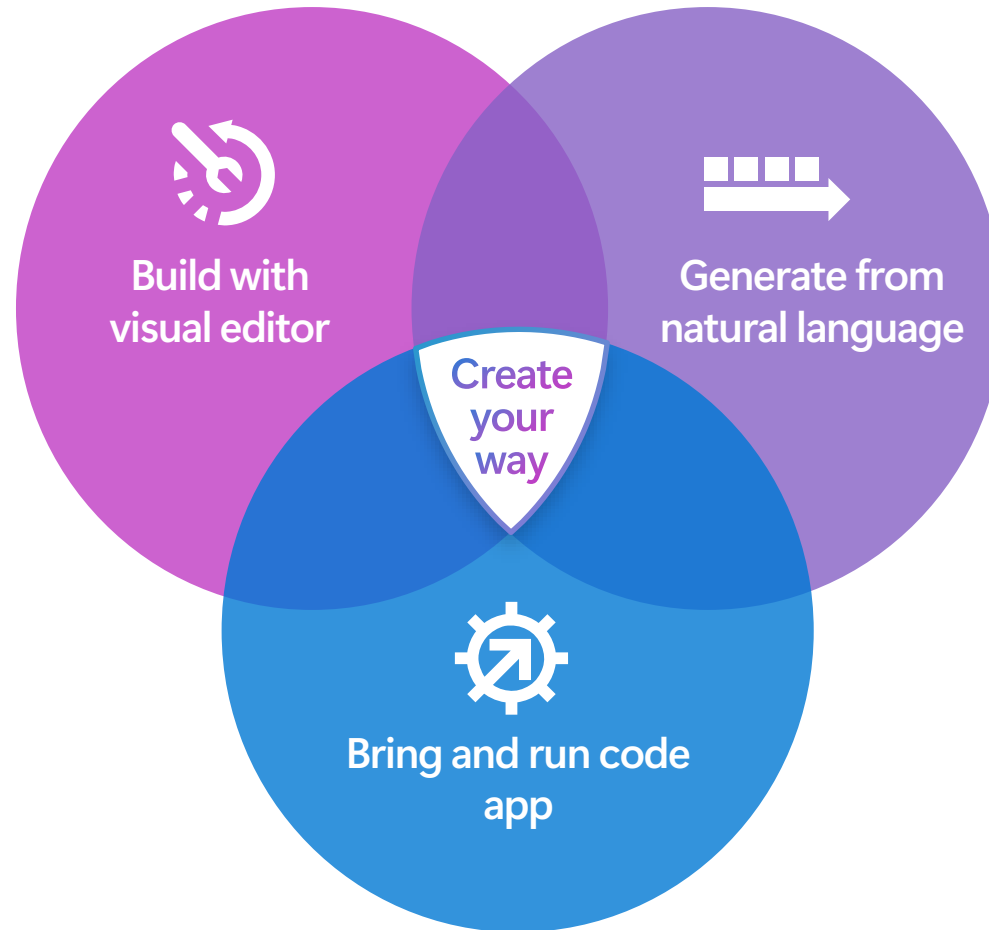 Build with
visual editor
Generate from
natural language
Create
your
way
Bring and run code
app